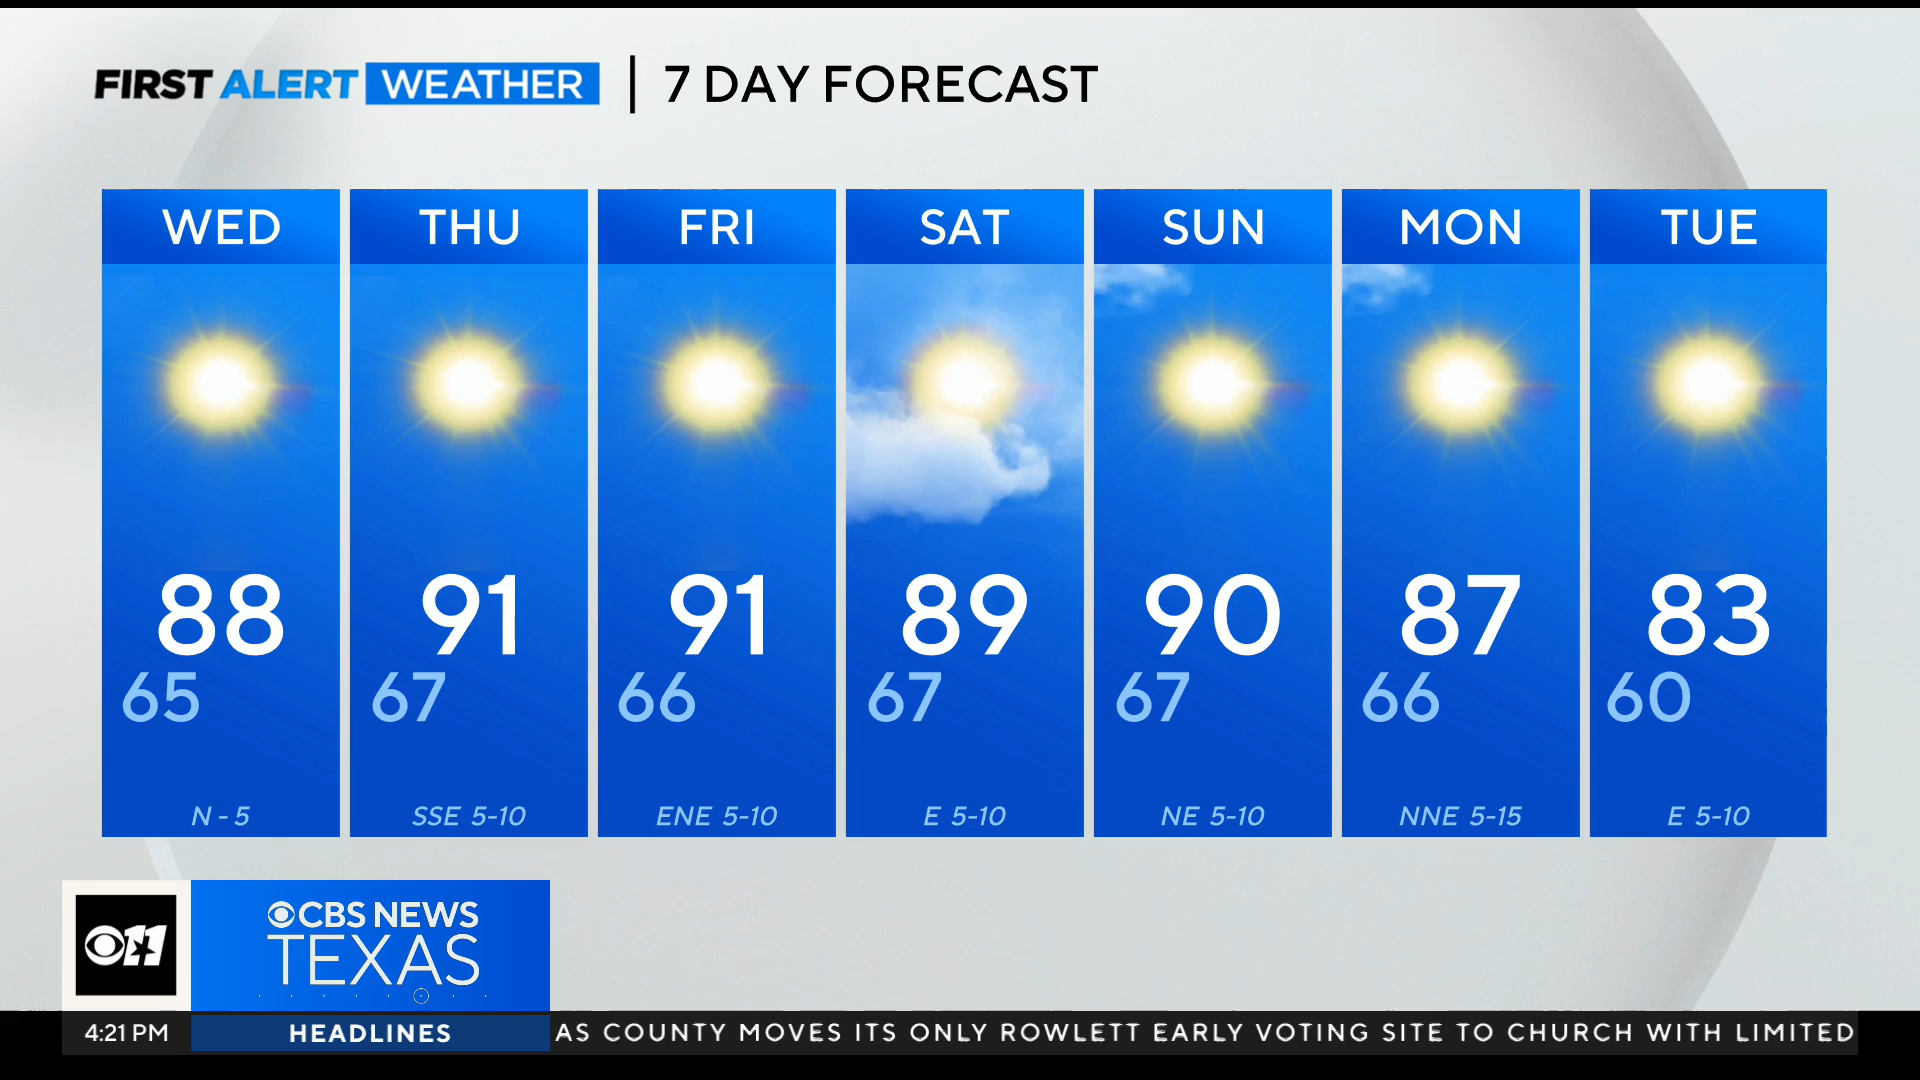 FIRST ALERT WEATHER | 7 DAY FORECAST
WED THU FRI SAT SUN MON TUE
88 91 91 89 90 87 83
65 67 66 67 67 66 60
N - 5 SSE 5-10 ENE 5-10 E 5-10 NE 5-10 NNE 5-15 E 5-10
11 CBS NEWS
TEXAS
4:21 PM HEADLINES AS COUNTY MOVES ITS ONLY ROWLETT EARLY VOTING SITE TO CHURCH WITH LIMITED